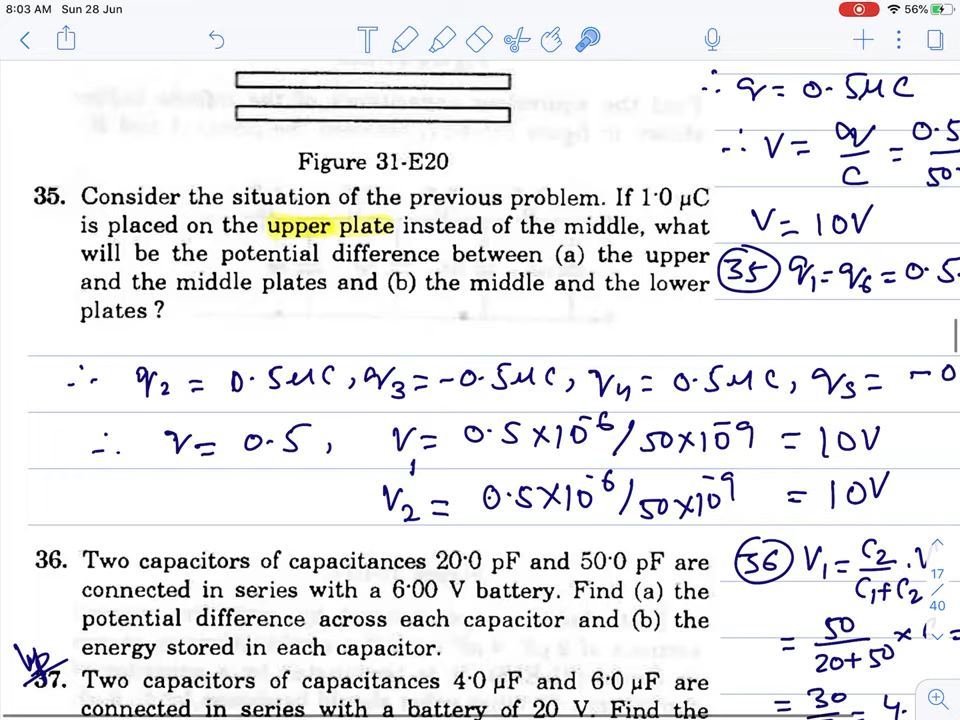 8:03 AM Sun 28 Jun
56%
T
Figure 31-E20
35. Consider the situation of the previous problem. If 1·0 μC
is placed on the upper plate instead of the middle, what
will be the potential difference between (a) the upper
and the middle plates and (b) the middle and the lower
plates ?
∴ q = 0.5μC
∴ V = q/C = 0.5/50
V = 10V
35 q1 = q6 = 0.5
∴ q2 = 0.5μC, q3 = -0.5μC, q4 = 0.5μC, q5 = -0
∴ q = 0.5, V1 = 0.5×10^-6/50×10^-9 = 10V
V2 = 0.5×10^-6/50×10^-9 = 10V
36. Two capacitors of capacitances 20·0 pF and 50·0 pF are
connected in series with a 6·00 V battery. Find (a) the
potential difference across each capacitor and (b) the
energy stored in each capacitor.
37. Two capacitors of capacitances 4·0 μF and 6·0 μF are
connected in series with a battery of 20 V. Find the
36 V1 = C2/C1+C2 . V
= 50/20+50 ×
= 30 = 4.
17
/
40